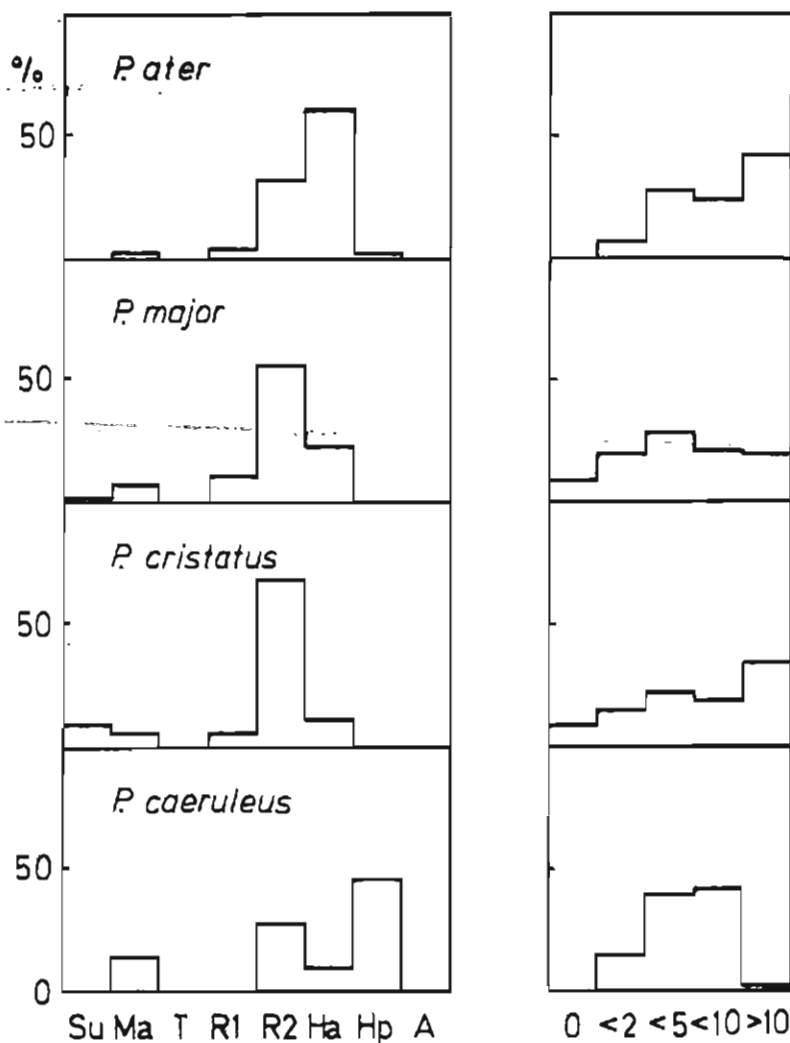 % P. ater
50
P. major
50
P. cristatus
50
P. caeruleus
50
0
Su Ma T R1 R2 Ha Hp A 0 <2 <5 <10 >10